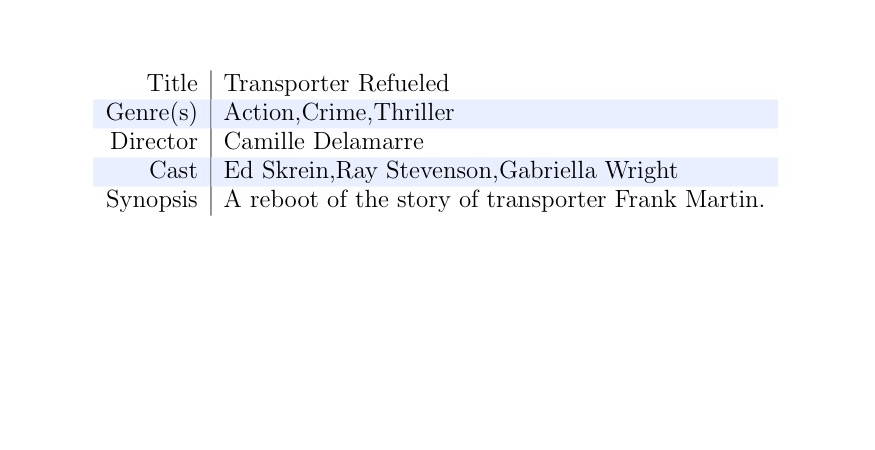 Title Transporter Refueled
Genre(s) Action,Crime,Thriller
Director Camille Delamarre
Cast Ed Skrein,Ray Stevenson,Gabriella Wright
Synopsis A reboot of the story of transporter Frank Martin.